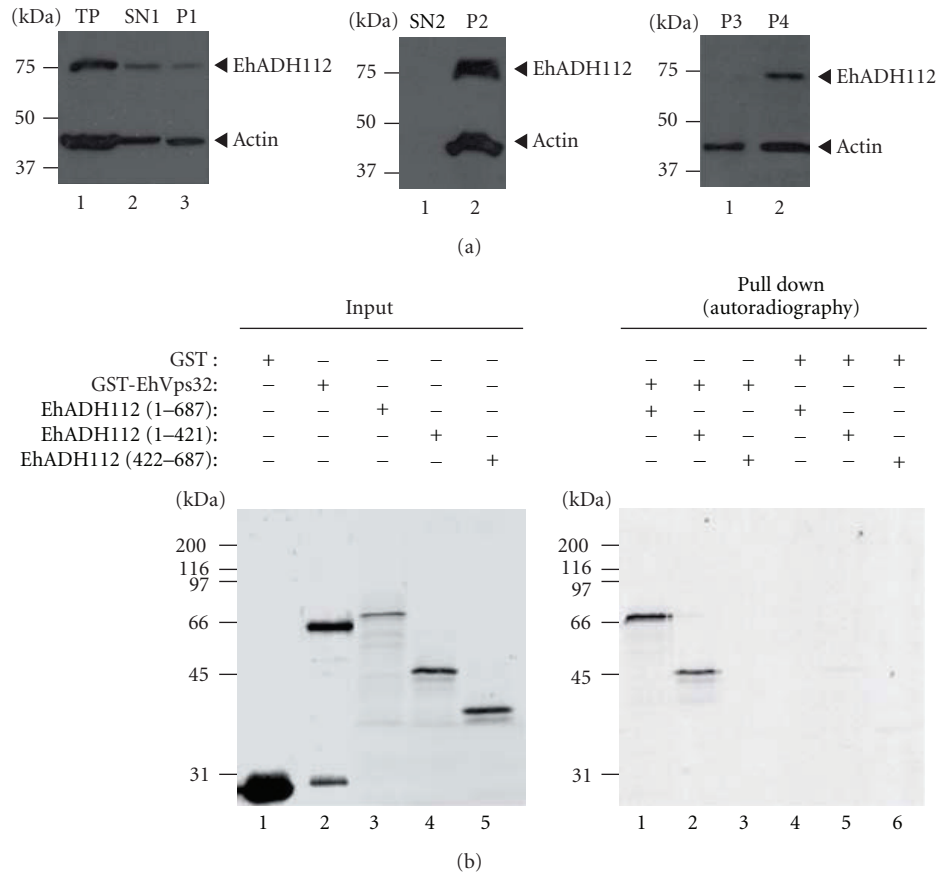 (kDa) TP SN1 P1
75 EhADH112
50
Actin
37
1 2 3
(kDa) SN2 P2
75 EhADH112
50
Actin
37
1 2
(kDa) P3 P4
75 EhADH112
50
Actin
37
1 2
(a)
Input
GST : + – – – –
GST-EhVps32: – + – – –
EhADH112 (1–687): – – + – –
EhADH112 (1–421): – – – + –
EhADH112 (422–687): – – – – +
(kDa)
200
116
97
66
45
31
1 2 3 4 5
Pull down
(autoradiography)
– – – + + +
+ + + – – –
+ – – + – –
– + – – + –
– – + – – +
(kDa)
200
116
97
66
45
31
1 2 3 4 5 6
(b)